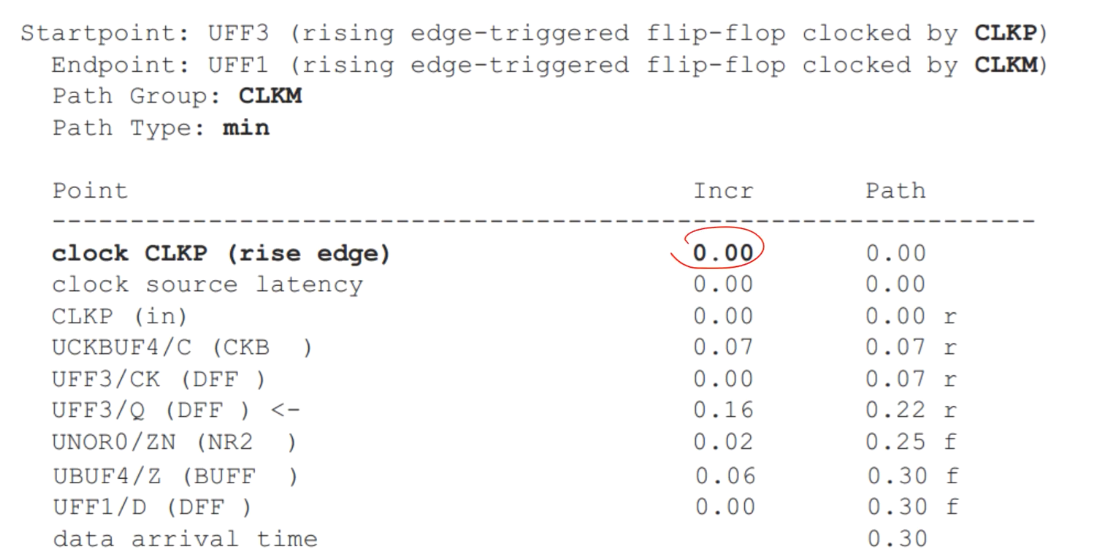 Startpoint: UFF3 (rising edge-triggered flip-flop clocked by CLKP)
Endpoint: UFF1 (rising edge-triggered flip-flop clocked by CLKM)
Path Group: CLKM
Path Type: min
Point Incr Path
---------------------------------------------------------------
clock CLKP (rise edge) 0.00 0.00
clock source latency 0.00 0.00
CLKP (in) 0.00 0.00 r
UCKBUF4/C (CKB  ) 0.07 0.07 r
UFF3/CK (DFF ) 0.00 0.07 r
UFF3/Q (DFF ) <- 0.16 0.22 r
UNOR0/ZN (NR2  ) 0.02 0.25 f
UBUF4/Z (BUFF  ) 0.06 0.30 f
UFF1/D (DFF ) 0.00 0.30 f
data arrival time 0.30